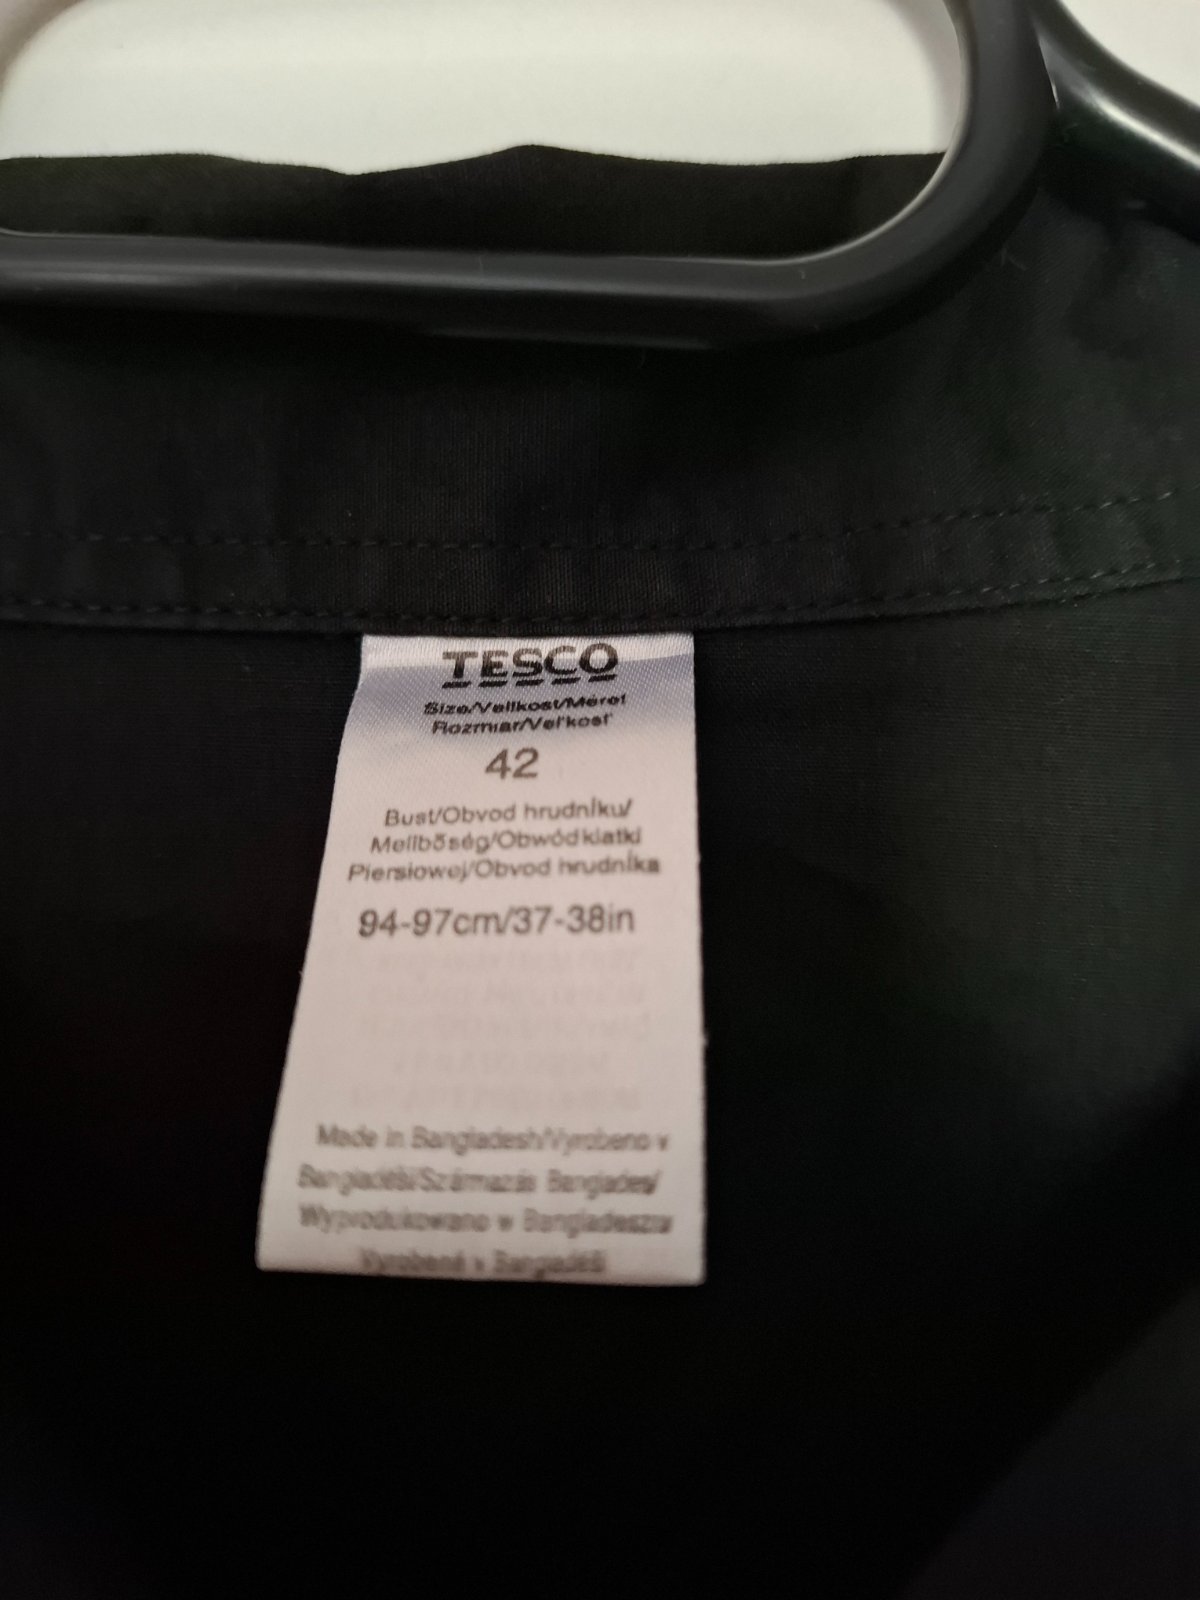 TESCO
Size/Velikost/Méret
Rozmiar/Veľkosť
42
Bust/Obvod hrudníku/
Mellbőség/Obwód klatki
Piersiowej/Obvod hrudníka
94-97cm/37-38in
Made in Bangladesh/Vyrobeno v
Bangladéši/Származás Banglades/
Wyprodukowano w Bangladeszu
Vyrobené v Bangladéši